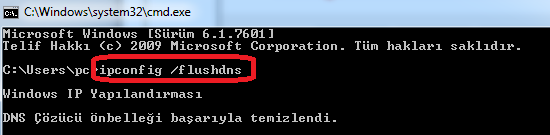 C:\Windows\system32\cmd.exe
Microsoft Windows [Sürüm 6.1.7601]
Telif Hakkı (c) 2009 Microsoft Corporation. Tüm hakları saklıdır.
C:\Users\pc>ipconfig /flushdns
Windows IP Yapılandırması
DNS Çözücü önbelleği başarıyla temizlendi.